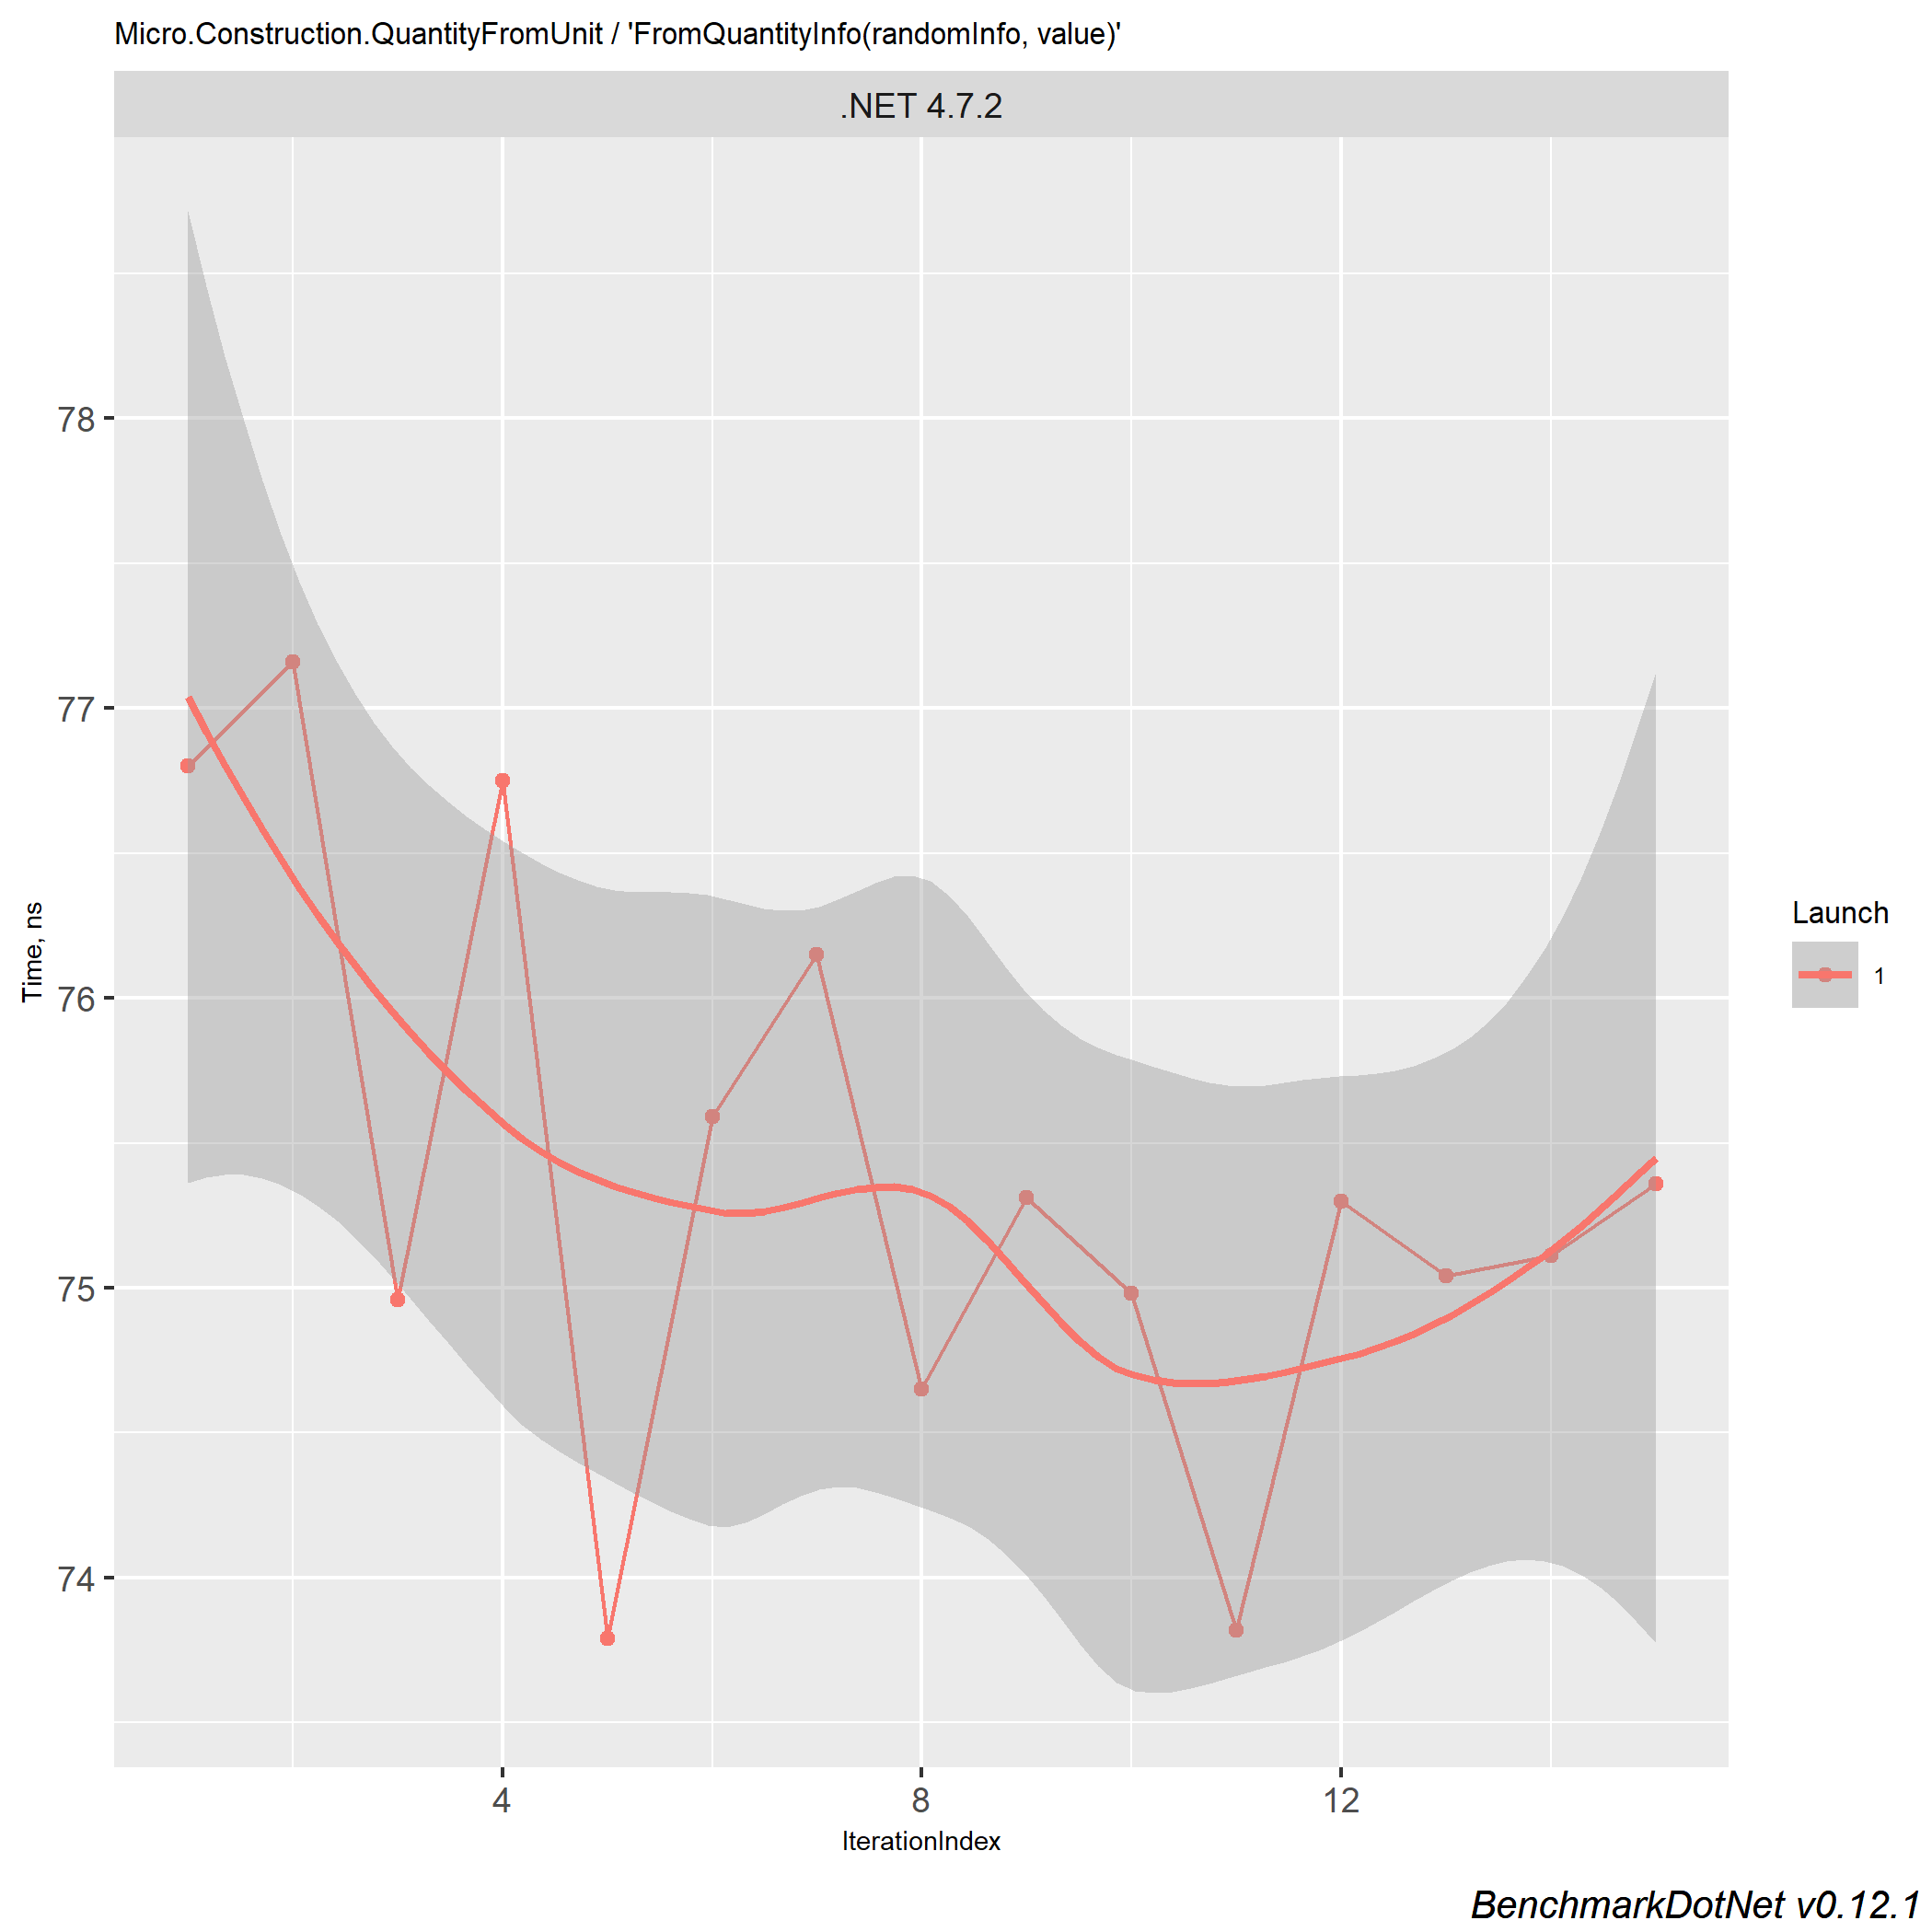 Micro.Construction.QuantityFromUnit / 'FromQuantityInfo(randomInfo, value)'
.NET 4.7.2
78
77
76
75
74
Time, ns
4
8
12
IterationIndex
Launch
1
BenchmarkDotNet v0.12.1